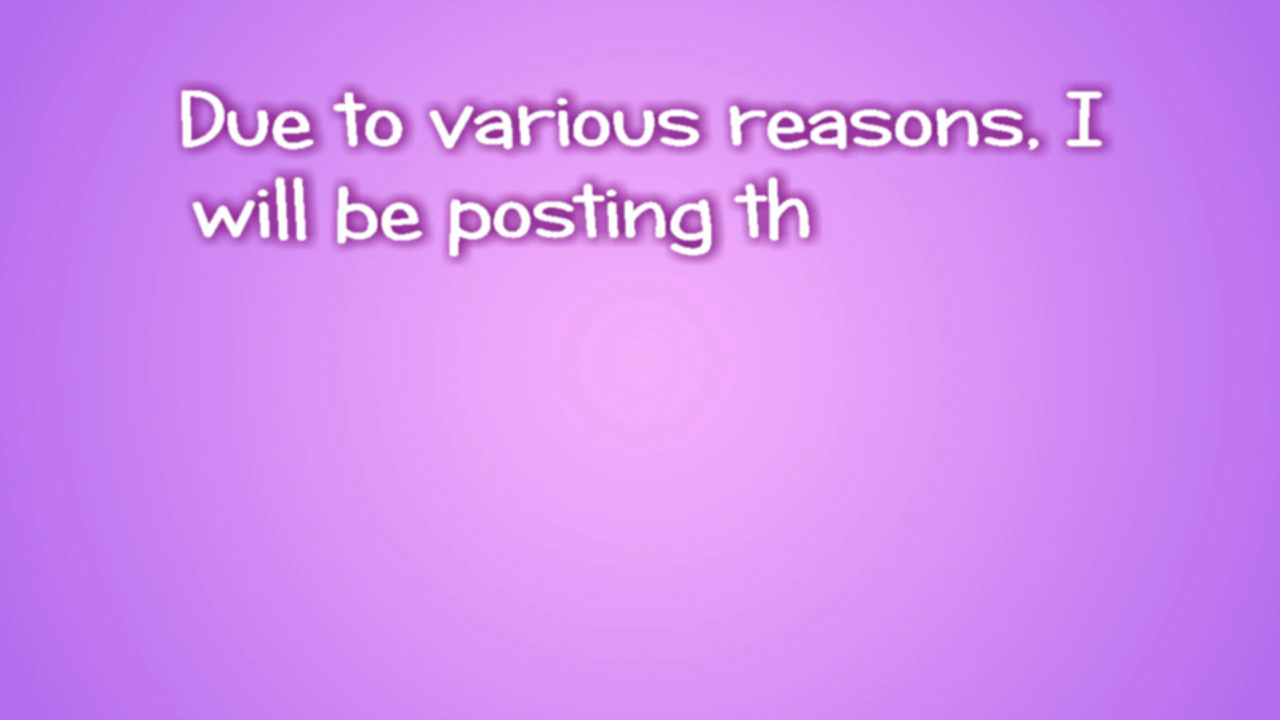 Due to various reasons, I
will be posting th